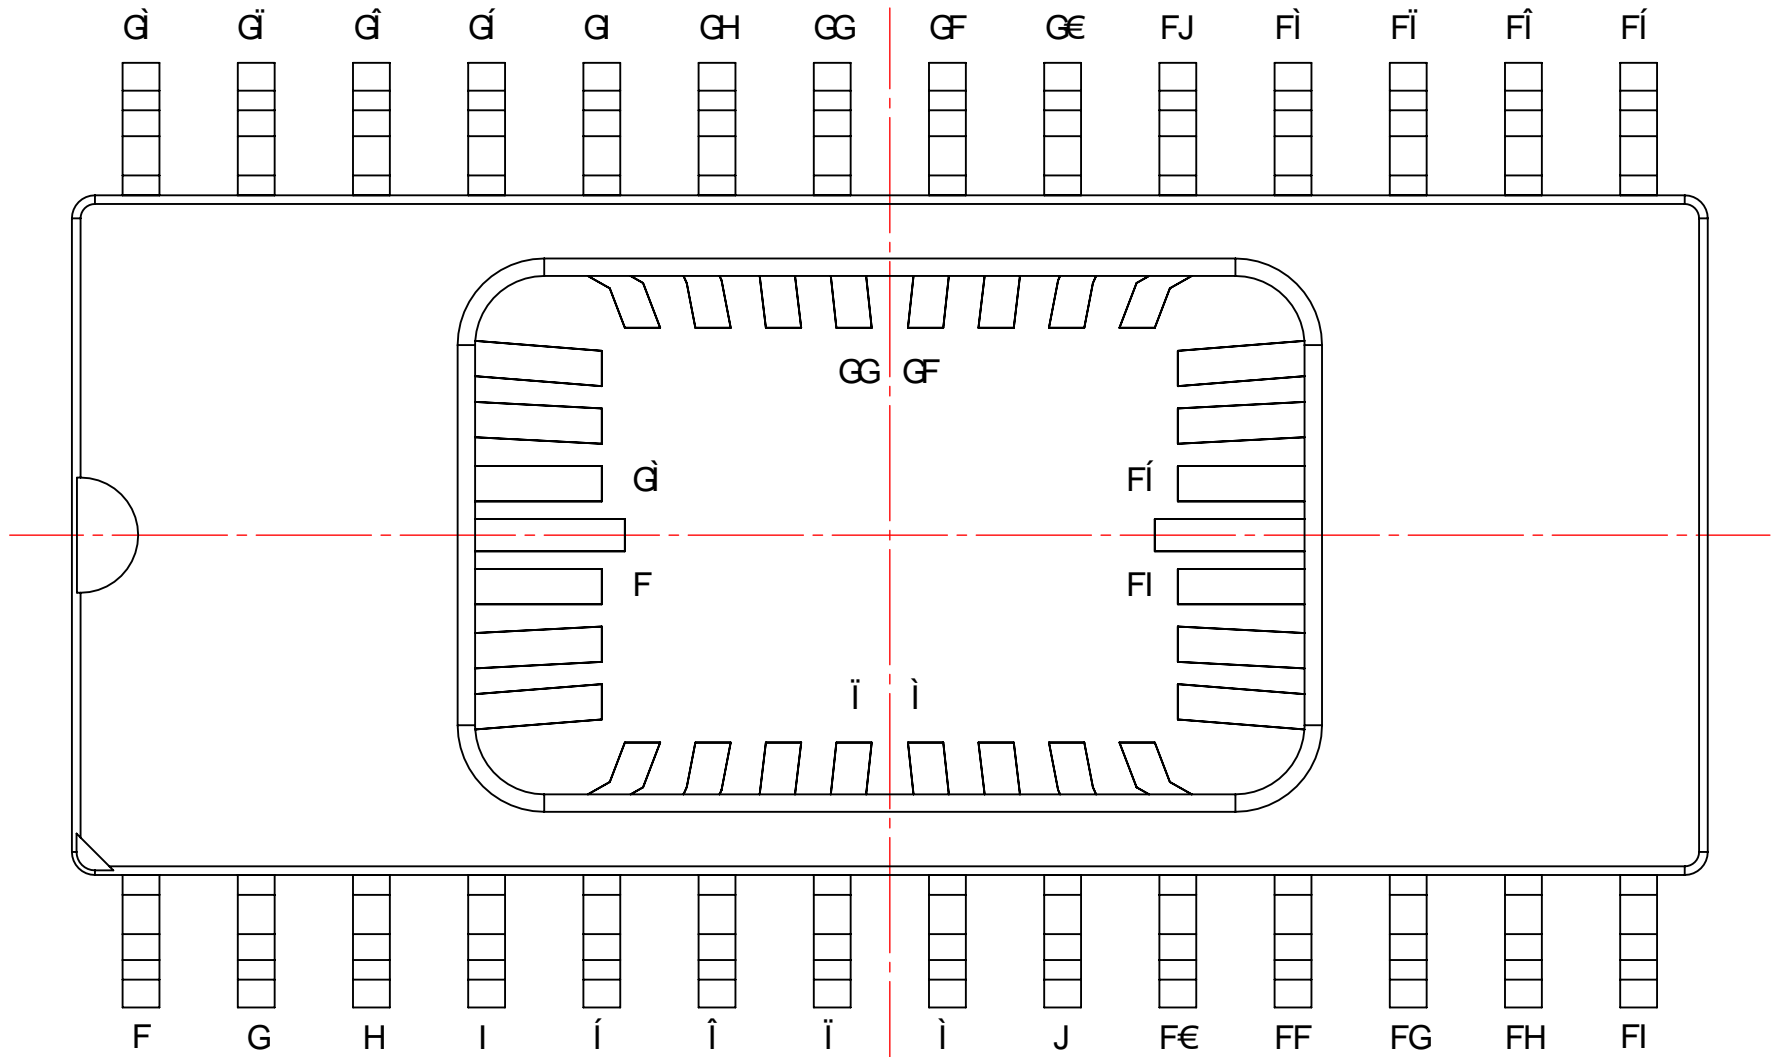 GÌ GÏ GÎ GÍ GI GH GG GF G€ FJ FÌ FÏ FÎ FÍ
GG GF
GÌ FÍ
F FI
Ï Ì
F G H I Í Î Ï Ì J F€ FF FG FH FI